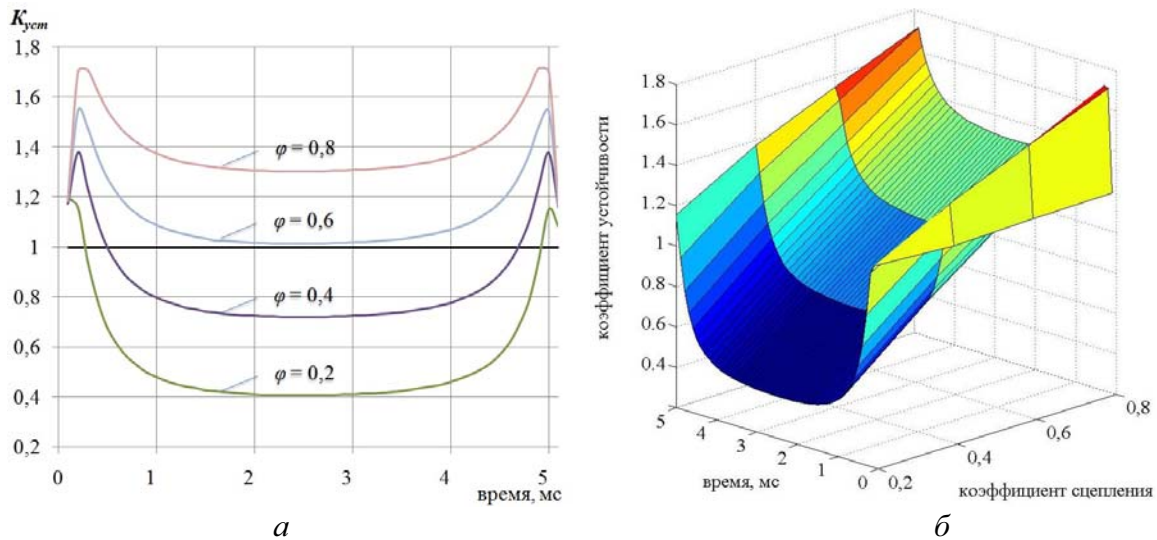 Kуст
1,8
1,6
1,4
1,2
1
0,8
0,6
0,4
0,2
φ = 0,8
φ = 0,6
φ = 0,4
φ = 0,2
0 1 2 3 4 5
время, мс
а
коэффициент устойчивости
1.8
1.6
1.4
1.2
1
0.8
0.6
0.4
5 4 3 2 1 0
время, мс
0,2 0,4 0,6 0,8
коэффициент сцепления
б